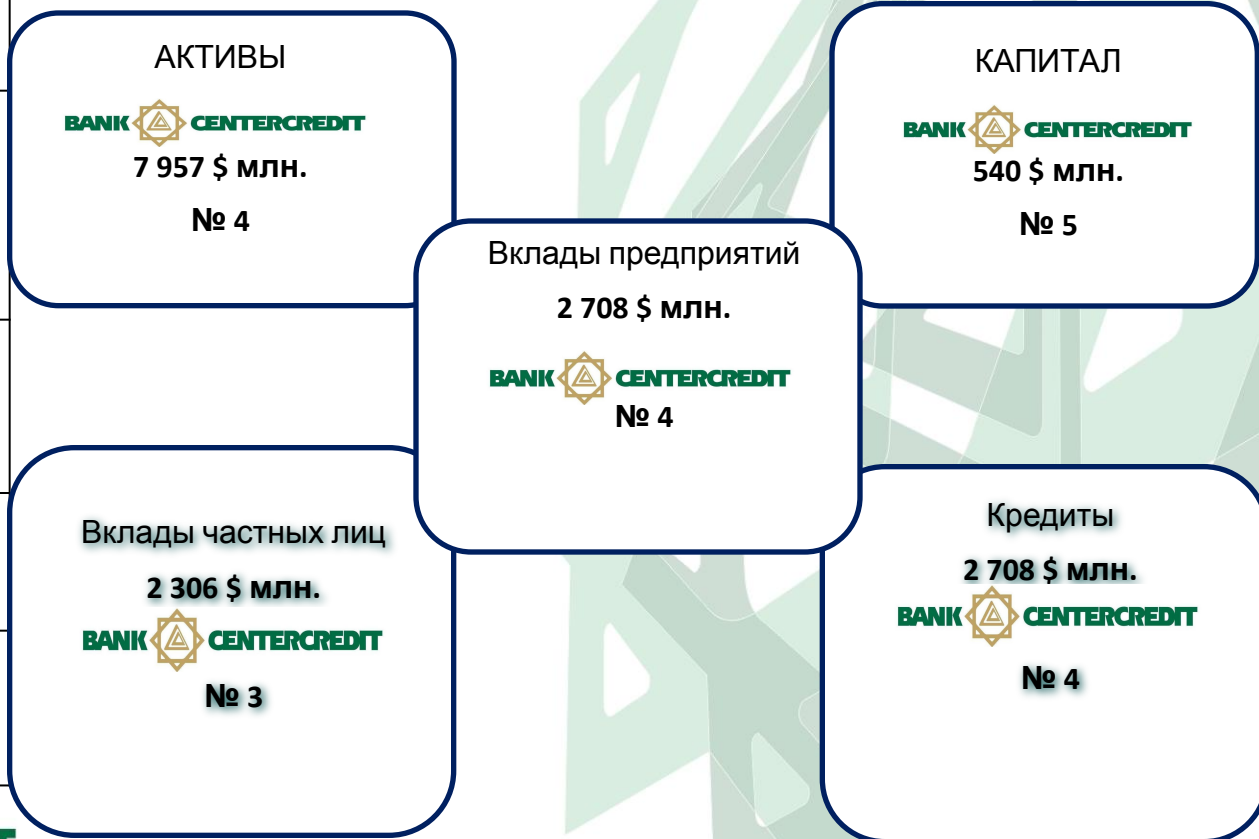 АКТИВЫ
BANK CENTERCREDIT
7 957 $ млн.
№ 4
КАПИТАЛ
BANK CENTERCREDIT
540 $ млн.
№ 5
Вклады предприятий
2 708 $ млн.
BANK CENTERCREDIT
№ 4
Вклады частных лиц
2 306 $ млн.
BANK CENTERCREDIT
№ 3
Кредиты
2 708 $ млн.
BANK CENTERCREDIT
№ 4